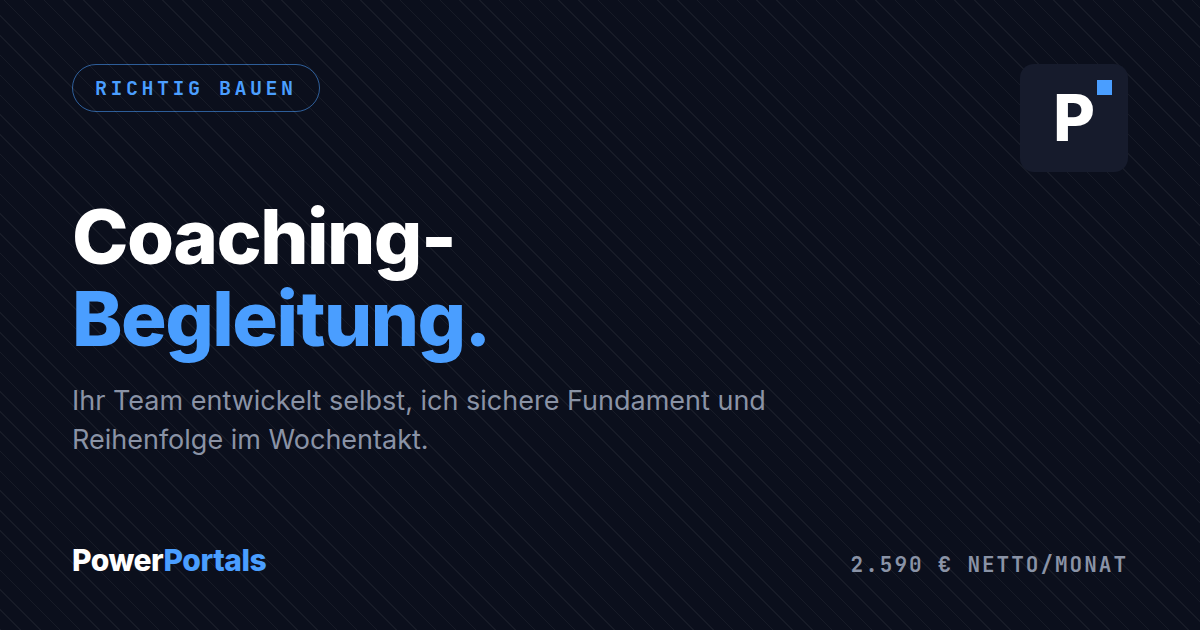 RICHTIG BAUEN
P
Coaching-
Begleitung.
Ihr Team entwickelt selbst, ich sichere Fundament und
Reihenfolge im Wochentakt.
PowerPortals
2.590 € NETTO/MONAT